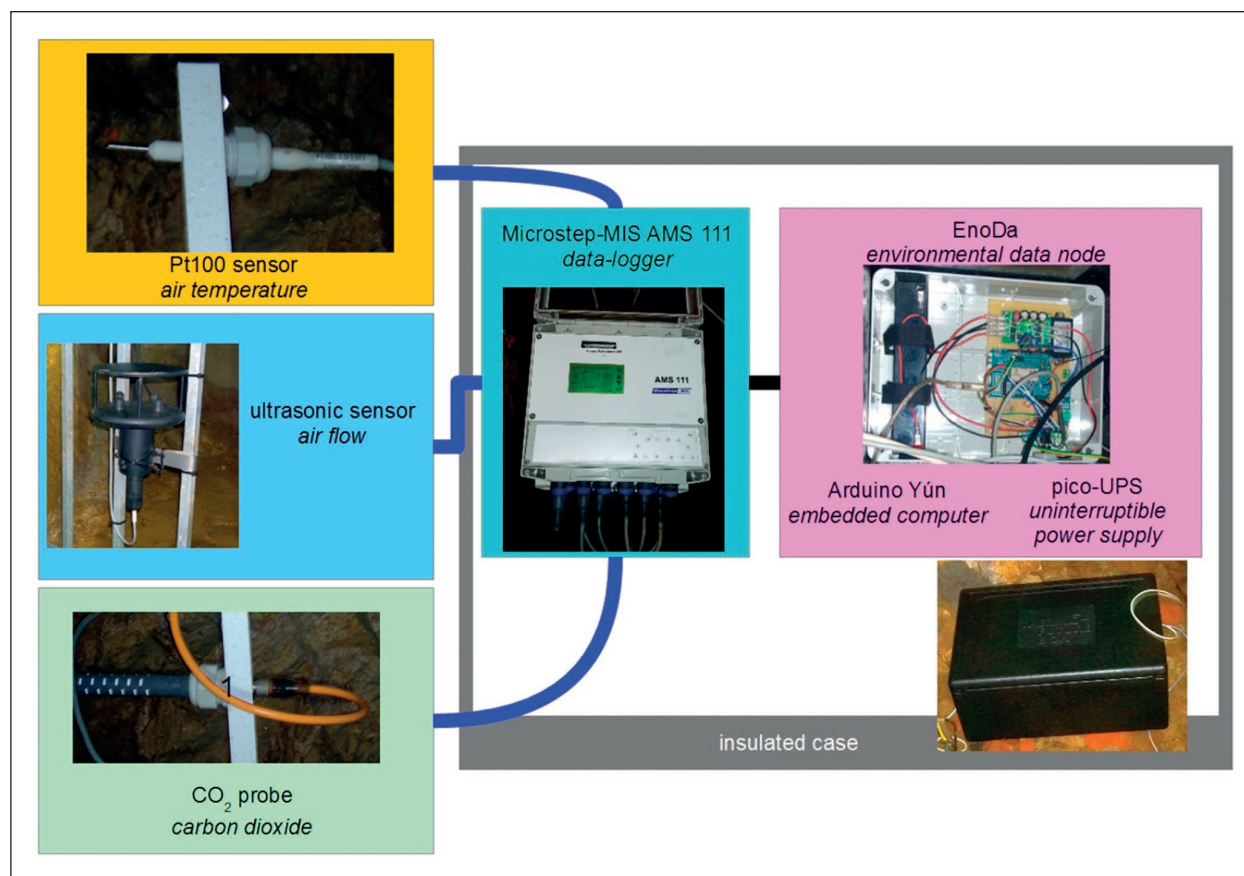 Pt100 sensor
air temperature
ultrasonic sensor
air flow
1
CO₂ probe
carbon dioxide
Microstep-MIS AMS 111
data-logger
AMS 111
EnoDa
environmental data node
Arduino Yún
embedded computer
pico-UPS
uninterruptible
power supply
insulated case